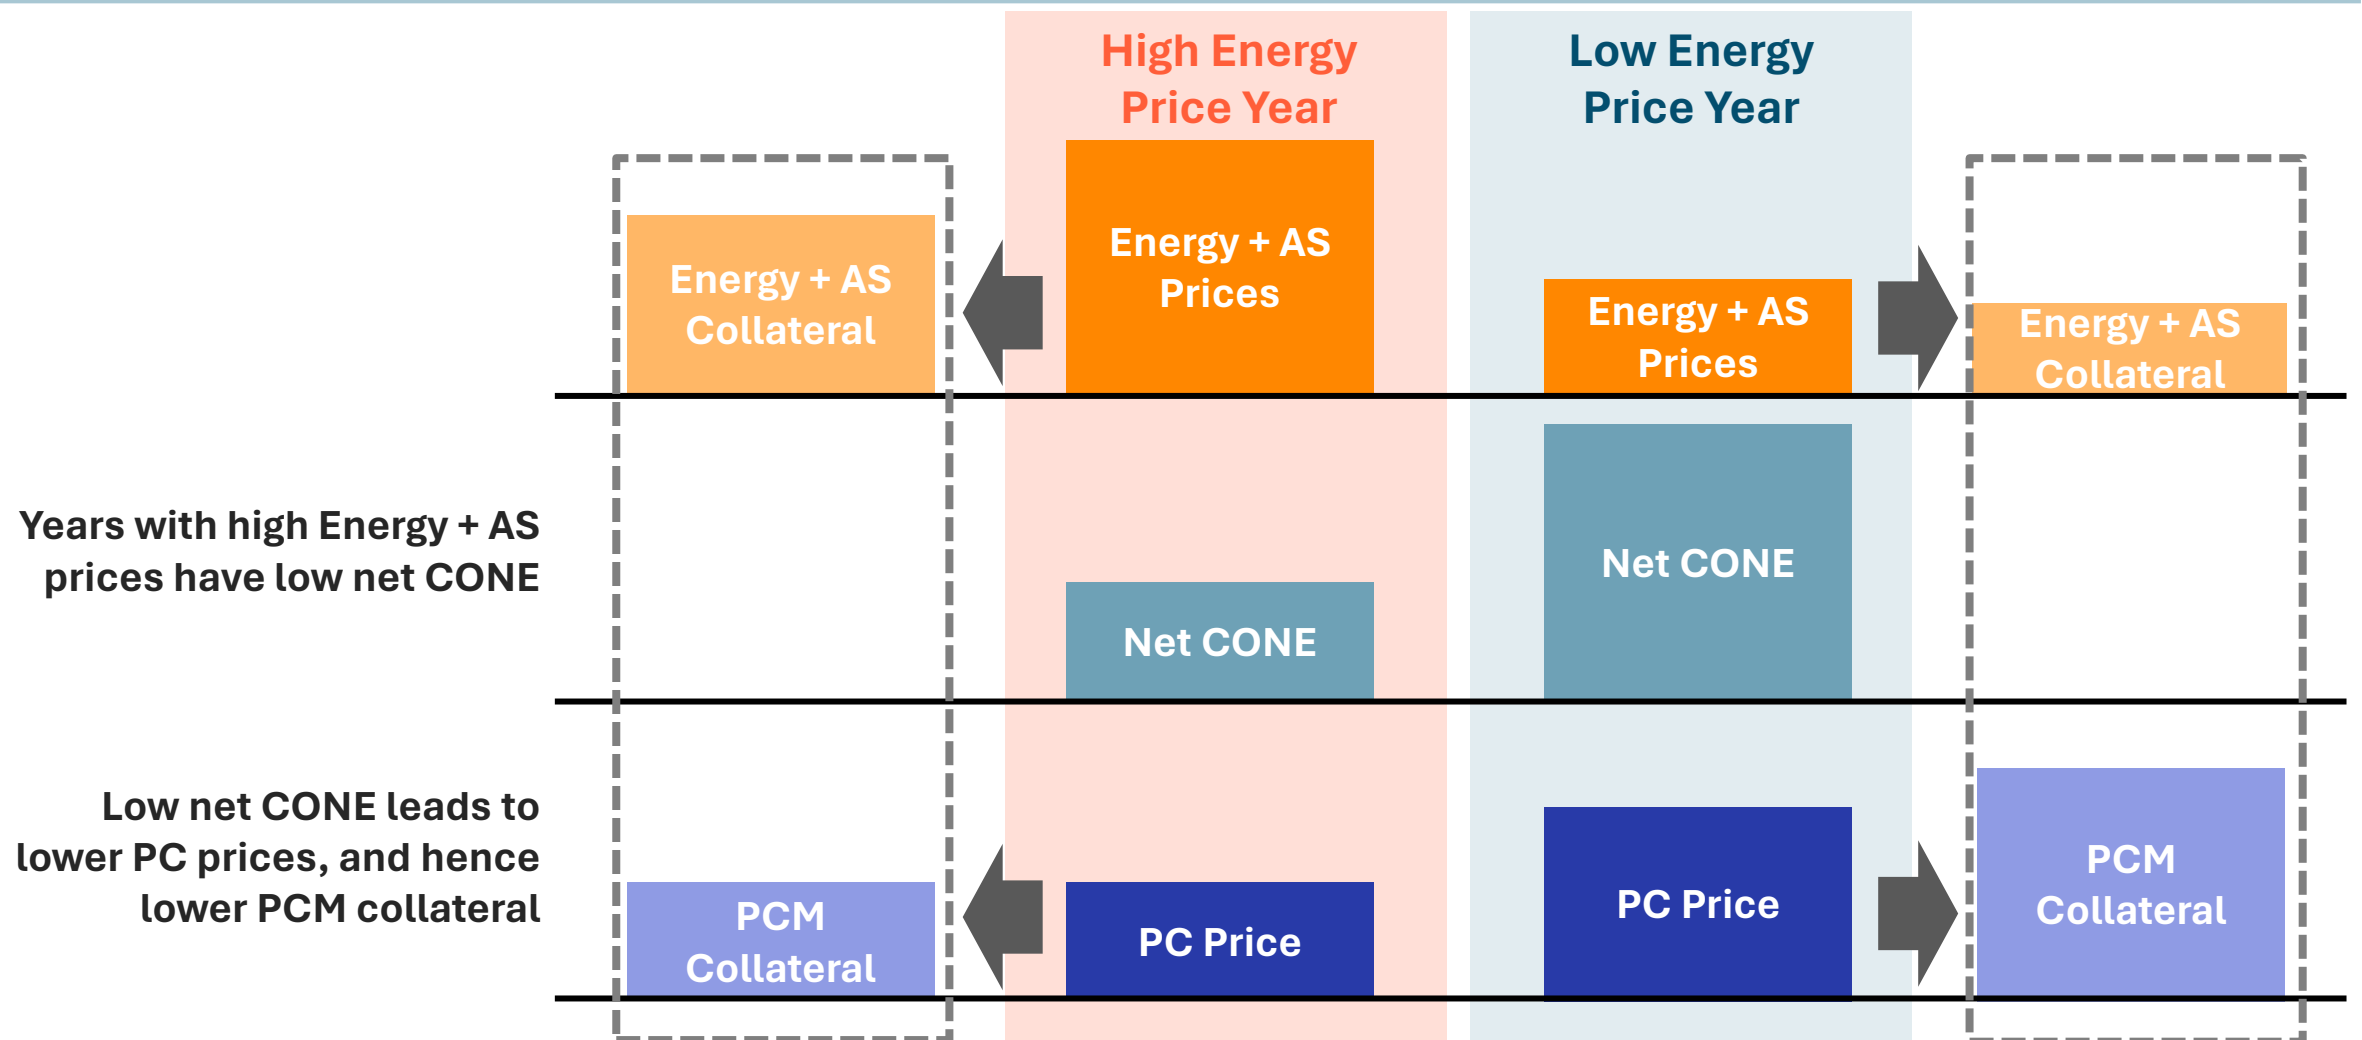 High Energy
Price Year
Low Energy
Price Year
Energy + AS
Collateral
Energy + AS
Prices
Energy + AS
Prices
Energy + AS
Collateral
Years with high Energy + AS
prices have low net CONE
Net CONE
Net CONE
Low net CONE leads to
lower PC prices, and hence
lower PCM collateral
PCM
Collateral
PC Price
PC Price
PCM
Collateral